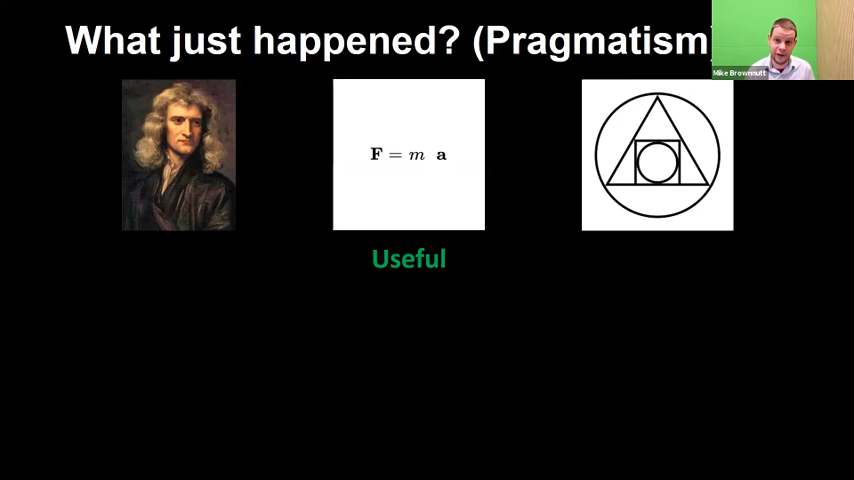 What just happened? (Pragmatism)
Mike Brownnutt
F = m a
Useful